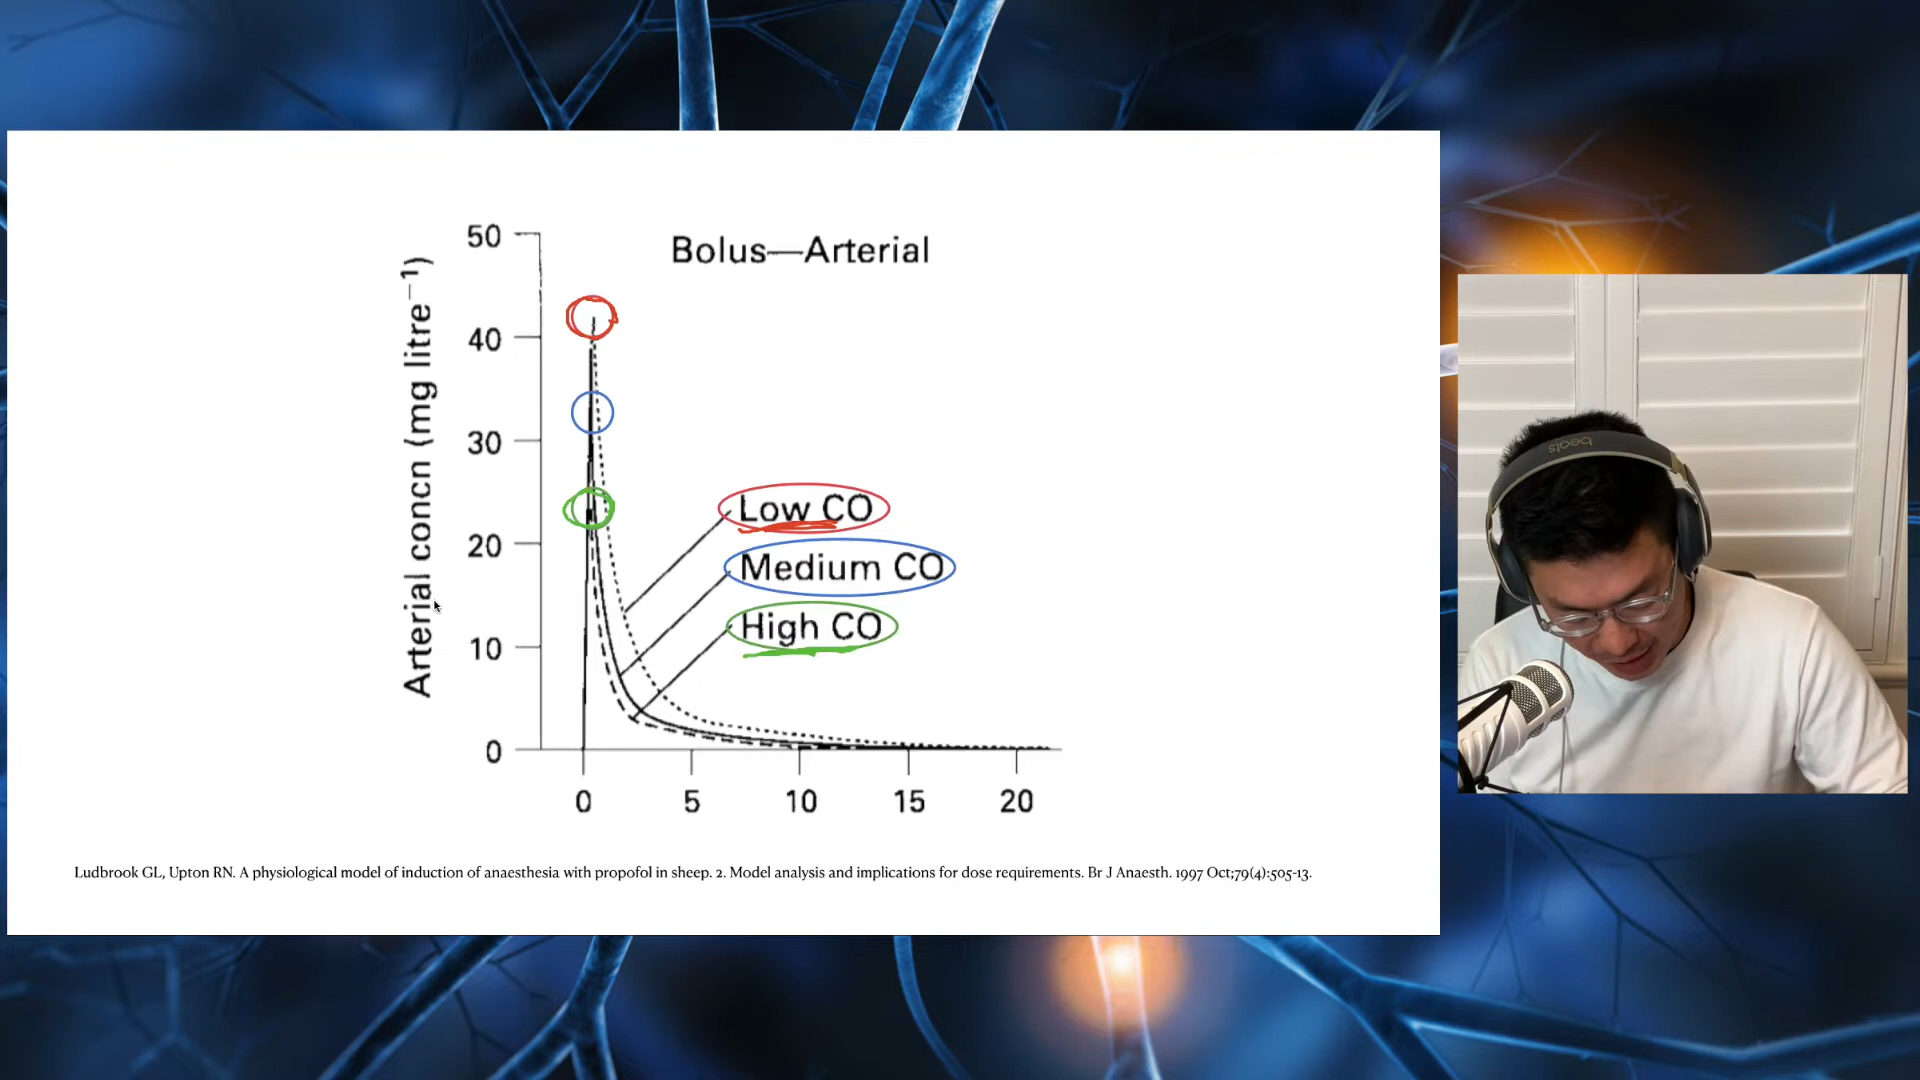 Bolus—Arterial
Arterial concn (mg litre⁻¹)
50
40
30
20
10
0
Low CO
Medium CO
High CO
0 5 10 15 20
Ludbrook GL, Upton RN. A physiological model of induction of anaesthesia with propofol in sheep. 2. Model analysis and implications for dose requirements. Br J Anaesth. 1997 Oct;79(4):505-13.
beats